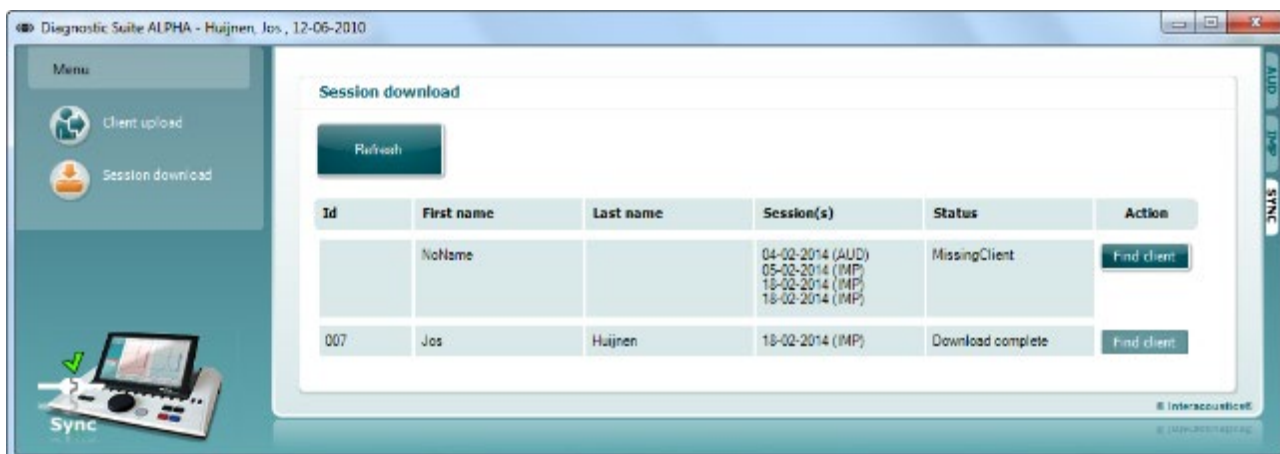 Diagnostic Suite ALPHA - Huijnen, Jos , 12-06-2010
Menu
Client upload
Session download
Sync
Session download
Refresh
Id First name Last name Session(s) Status Action
NoName 04-02-2014 (AUD) MissingClient Find client
05-02-2014 (IMP)
18-02-2014 (IMP)
18-02-2014 (IMP)
007 Jos Huijnen 18-02-2014 (IMP) Download complete Find client
® Interacoustics®
AUD
IMP
SYNC